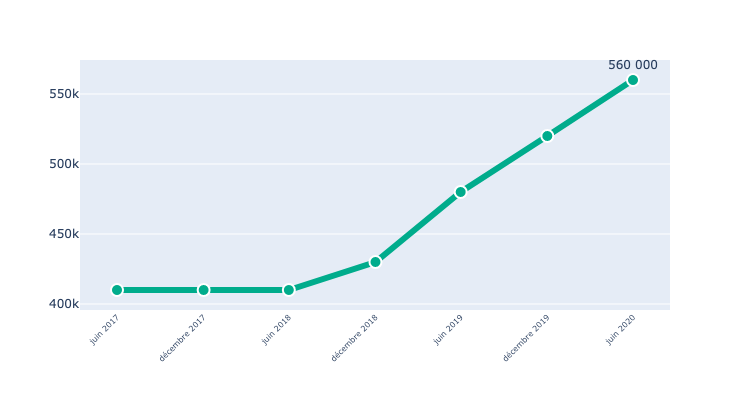 560 000
550k
500k
450k
400k
juin 2017
décembre 2017
juin 2018
décembre 2018
juin 2019
décembre 2019
juin 2020